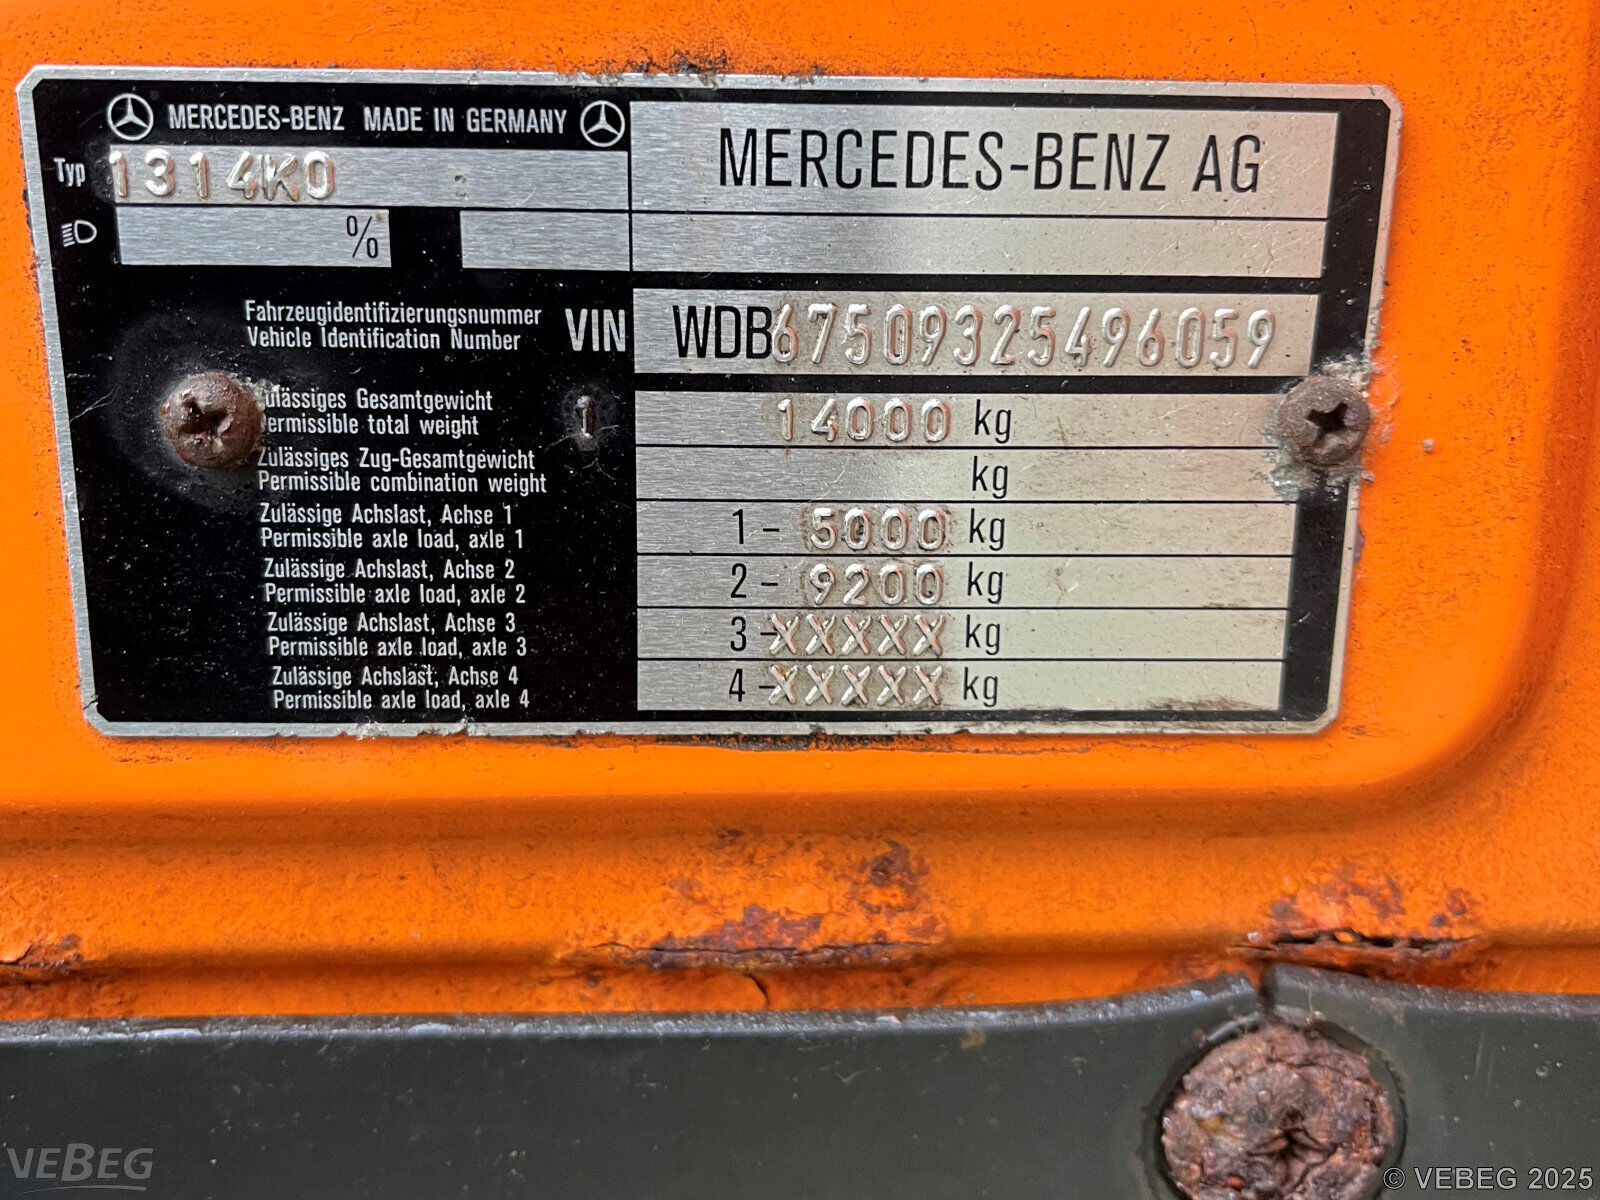 MERCEDES-BENZ MADE IN GERMANY
MERCEDES-BENZ AG
Typ 1314KO
%
Fahrzeugidentifizierungsnummer
Vehicle Identification Number
VIN WDB67509325496059
Zulässiges Gesamtgewicht
Permissible total weight
1 14000 kg
Zulässiges Zug-Gesamtgewicht
Permissible combination weight
kg
Zulässige Achslast, Achse 1
Permissible axle load, axle 1
1- 5000 kg
Zulässige Achslast, Achse 2
Permissible axle load, axle 2
2- 9200 kg
Zulässige Achslast, Achse 3
Permissible axle load, axle 3
3-XXXXX kg
Zulässige Achslast, Achse 4
Permissible axle load, axle 4
4-XXXXX kg
VEBEG
© VEBEG 2025